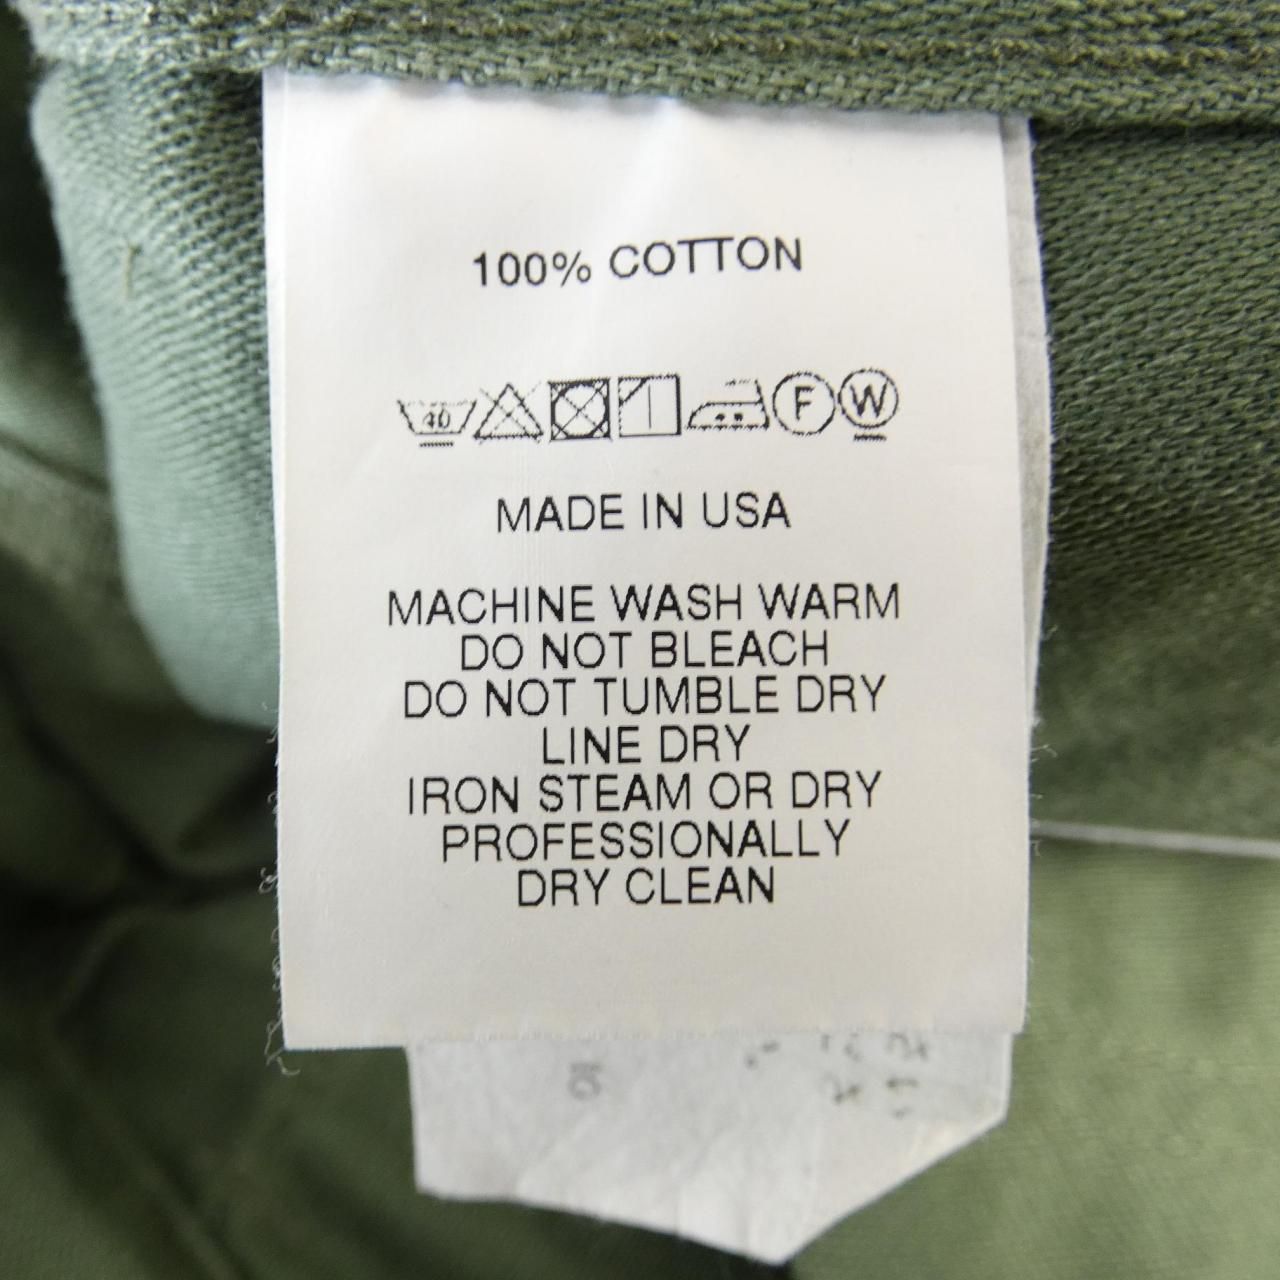 100% COTTON
40 F W
MADE IN USA
MACHINE WASH WARM
DO NOT BLEACH
DO NOT TUMBLE DRY
LINE DRY
IRON STEAM OR DRY
PROFESSIONALLY
DRY CLEAN